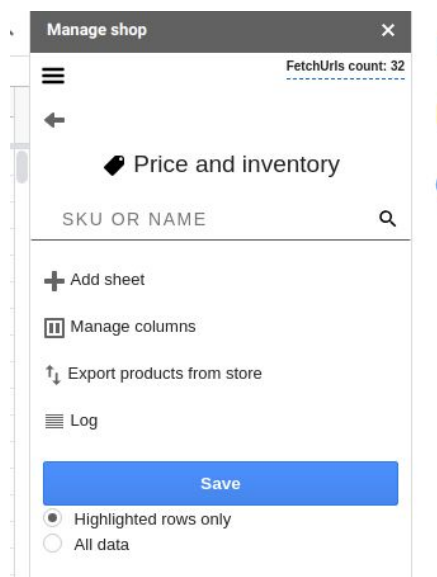 Manage shop
FetchUrls count: 32
Price and inventory
SKU OR NAME
Add sheet
Manage columns
Export products from store
Log
Save
Highlighted rows only
All data